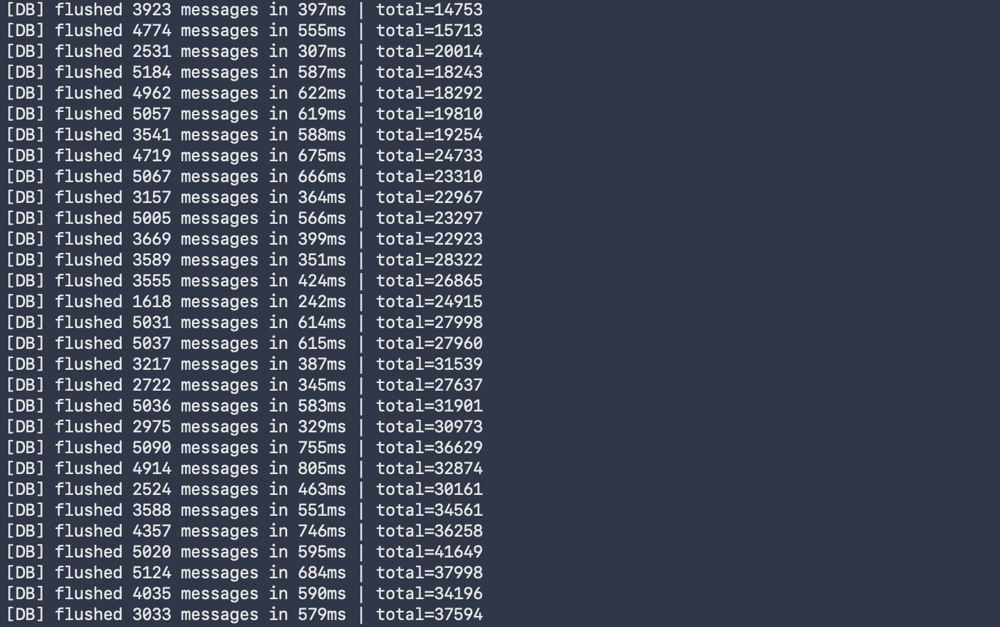 [DB] flushed 3923 messages in 397ms | total=14753
[DB] flushed 4774 messages in 555ms | total=15713
[DB] flushed 2531 messages in 307ms | total=20014
[DB] flushed 5184 messages in 587ms | total=18243
[DB] flushed 4962 messages in 622ms | total=18292
[DB] flushed 5057 messages in 619ms | total=19810
[DB] flushed 3541 messages in 588ms | total=19254
[DB] flushed 4719 messages in 675ms | total=24733
[DB] flushed 5067 messages in 666ms | total=23310
[DB] flushed 3157 messages in 364ms | total=22967
[DB] flushed 5005 messages in 566ms | total=23297
[DB] flushed 3669 messages in 399ms | total=22923
[DB] flushed 3589 messages in 351ms | total=28322
[DB] flushed 3555 messages in 424ms | total=26865
[DB] flushed 1618 messages in 242ms | total=24915
[DB] flushed 5031 messages in 614ms | total=27998
[DB] flushed 5037 messages in 615ms | total=27960
[DB] flushed 3217 messages in 387ms | total=31539
[DB] flushed 2722 messages in 345ms | total=27637
[DB] flushed 5036 messages in 583ms | total=31901
[DB] flushed 2975 messages in 329ms | total=30973
[DB] flushed 5090 messages in 755ms | total=36629
[DB] flushed 4914 messages in 805ms | total=32874
[DB] flushed 2524 messages in 463ms | total=30161
[DB] flushed 3588 messages in 551ms | total=34561
[DB] flushed 4357 messages in 746ms | total=36258
[DB] flushed 5020 messages in 595ms | total=41649
[DB] flushed 5124 messages in 684ms | total=37998
[DB] flushed 4035 messages in 590ms | total=34196
[DB] flushed 3033 messages in 579ms | total=37594